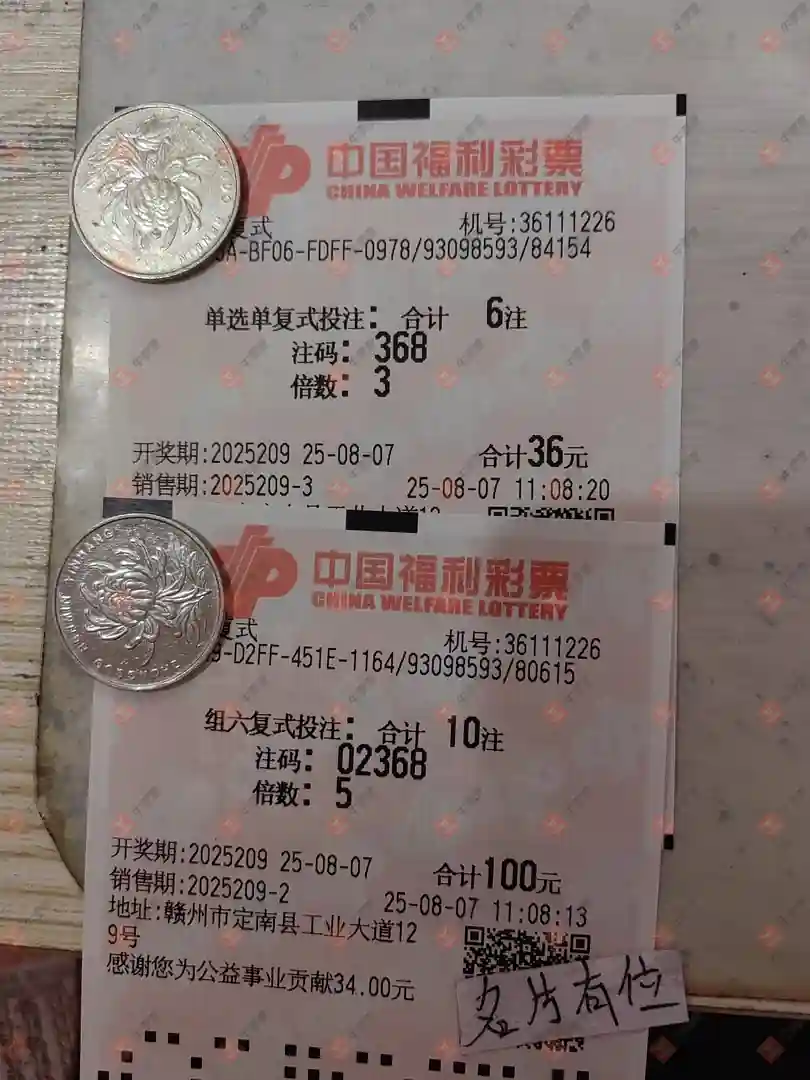 中国福利彩票
CHINA WELFARE LOTTERY
复式 机号:36111226
A-BF06-FDFF-0978/93098593/84154
单选单复式投注: 合计 6注
注码: 368
倍数: 3
开奖期:2025209 25-08-07 合计36元
销售期:2025209-3 25-08-07 11:08:20
中国福利彩票
CHINA WELFARE LOTTERY
复式 机号:36111226
9-D2FF-451E-1164/93098593/80615
组六复式投注: 合计 10注
注码: 02368
倍数: 5
开奖期:2025209 25-08-07 合计100元
销售期:2025209-2 25-08-07 11:08:13
地址:赣州市定南县工业大道12
9号
感谢您为公益事业贡献34.00元
名片有位